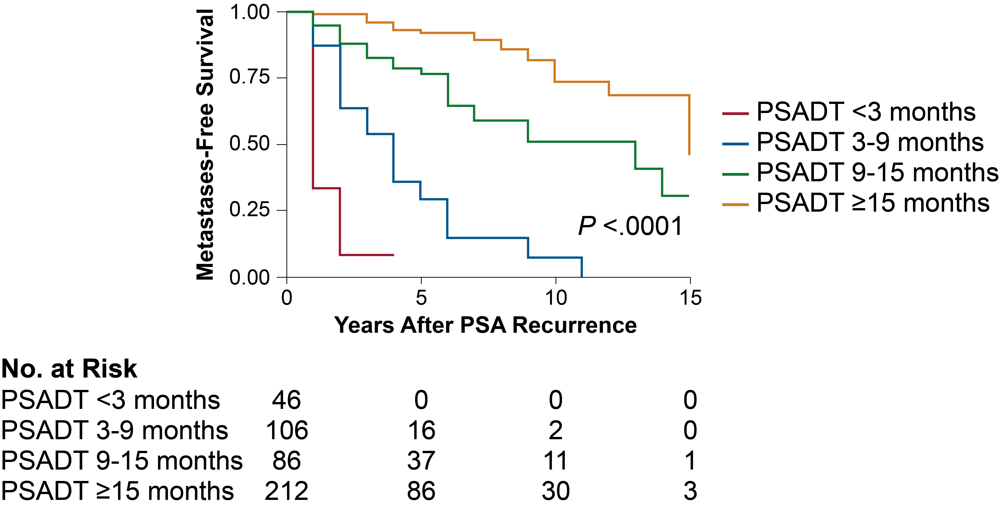 Metastases-Free Survival
1.00
0.75
0.50
0.25
0.00
0 5 10 15
Years After PSA Recurrence
P <.0001
PSADT <3 months
PSADT 3-9 months
PSADT 9-15 months
PSADT ≥15 months
No. at Risk
PSADT <3 months 46 0 0 0
PSADT 3-9 months 106 16 2 0
PSADT 9-15 months 86 37 11 1
PSADT ≥15 months 212 86 30 3